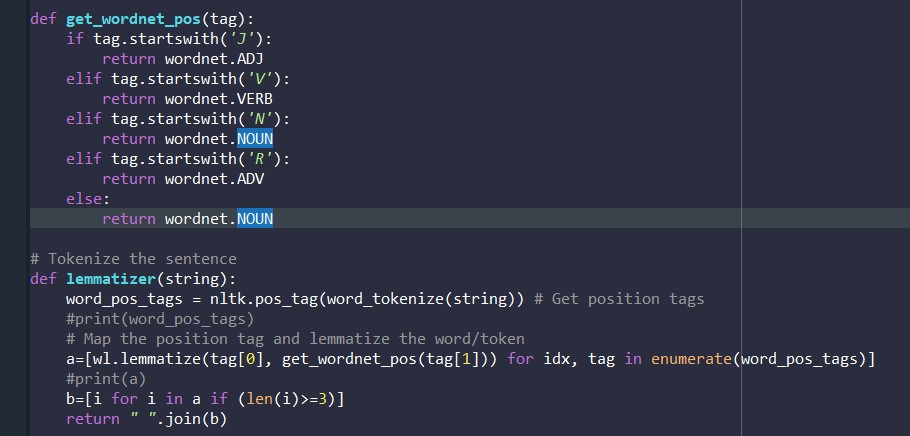 def get_wordnet_pos(tag):
    if tag.startswith('J'):
        return wordnet.ADJ
    elif tag.startswith('V'):
        return wordnet.VERB
    elif tag.startswith('N'):
        return wordnet.NOUN
    elif tag.startswith('R'):
        return wordnet.ADV
    else:
        return wordnet.NOUN

# Tokenize the sentence
def lemmatizer(string):
    word_pos_tags = nltk.pos_tag(word_tokenize(string)) # Get position tags
    #print(word_pos_tags)
    # Map the position tag and lemmatize the word/token
    a=[wl.lemmatize(tag[0], get_wordnet_pos(tag[1])) for idx, tag in enumerate(word_pos_tags)]
    #print(a)
    b=[i for i in a if (len(i)>=3)]
    return " ".join(b)